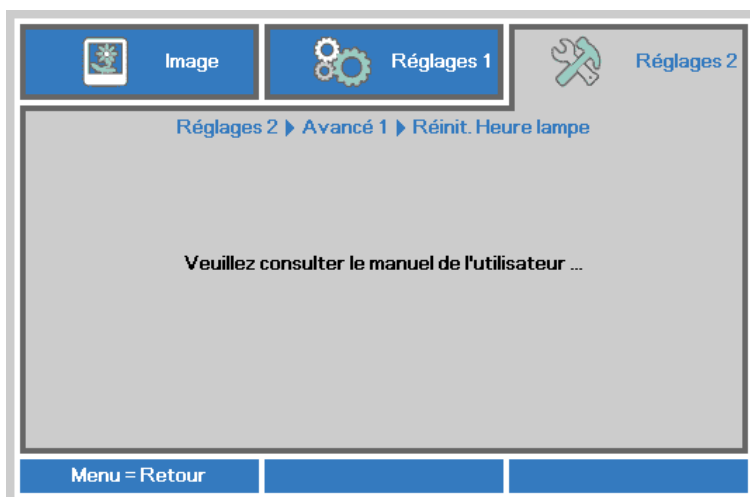 Image
Réglages 1
Réglages 2
Réglages 2 ▶ Avancé 1 ▶ Réinit. Heure lampe
Veuillez consulter le manuel de l'utilisateur ...
Menu = Retour